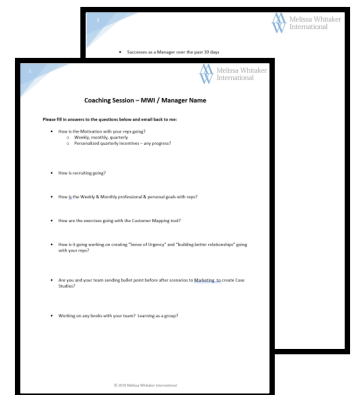 Melissa Whitaker
International
• Successes as a Manager over the past 30 days
Melissa Whitaker
International
Coaching Session – MWI / Manager Name
Please fill in answers to the questions below and email back to me:
• How is the Motivation with your reps going?
o Weekly, monthly, quarterly
o Personalized quarterly incentives – any progress?
• How is recruiting going?
• How is the Weekly & Monthly professional & personal goals with reps?
• How are the exercises going with the Customer Mapping tool?
• How is it going working on creating "Sense of Urgency" and "building better relationships" going
with your reps?
• Are you and your team sending bullet point before after scenarios to Marketing to create Case
Studies?
• Working on any books with your team? Learning as a group?
© 2019 Melissa Whitaker International